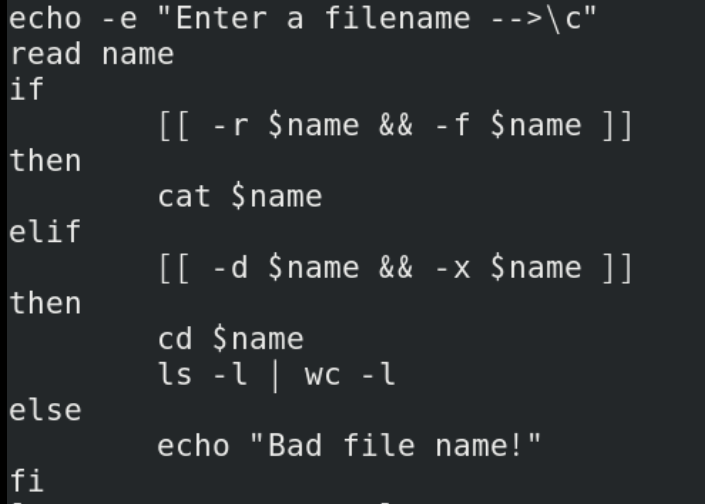 echo -e "Enter a filename -->\c"
read name
if
[[ -r $name && -f $name ]]
then
cat $name
elif
[[ -d $name && -x $name ]]
then
cd $name
ls -l | wc -l
else
echo "Bad file name!"
fi